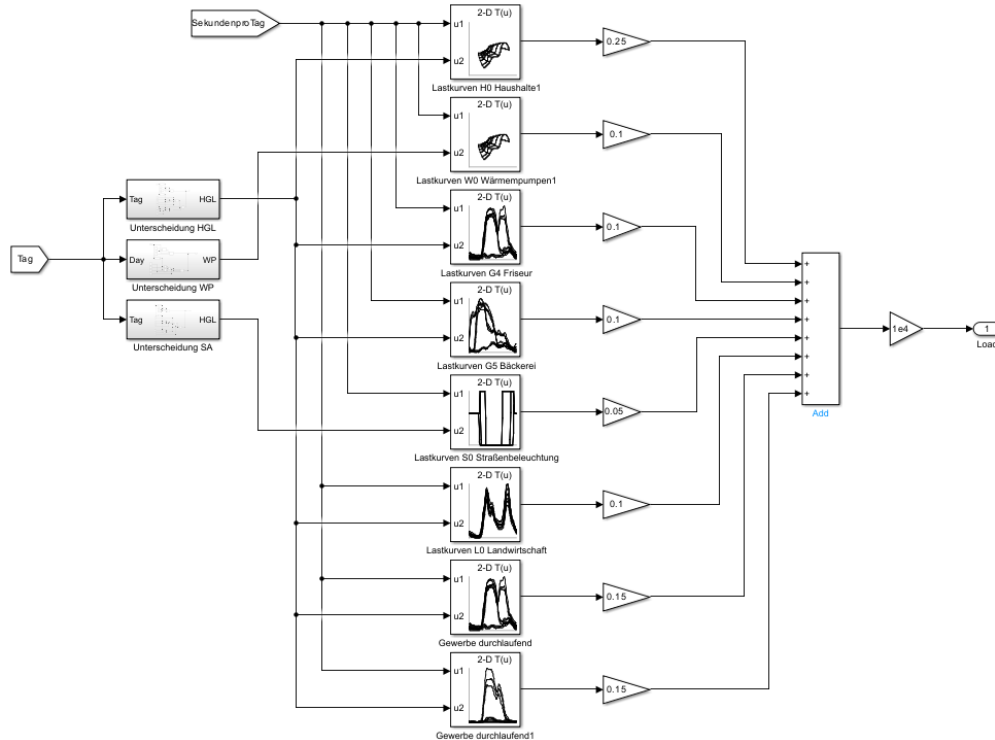 SekundenproTag
2-D T(u)
u1
u2
Lastkurven H0 Haushalte1
0.25
2-D T(u)
u1
u2
Lastkurven W0 Wärmempumpen1
0.1
Tag
Tag HGL
Unterscheidung HGL
Day WP
Unterscheidung WP
Tag HGL
Unterscheidung SA
2-D T(u)
u1
u2
Lastkurven G4 Friseur
0.1
2-D T(u)
u1
u2
Lastkurven G5 Bäckerei
0.1
2-D T(u)
u1
u2
Lastkurven S0 Straßenbeleuchtung
0.05
2-D T(u)
u1
u2
Lastkurven L0 Landwirtschaft
0.1
2-D T(u)
u1
u2
Gewerbe durchlaufend
0.15
2-D T(u)
u1
u2
Gewerbe durchlaufend1
0.15
+
+
+
+
+
+
+
+
Add
1e4
1
Load